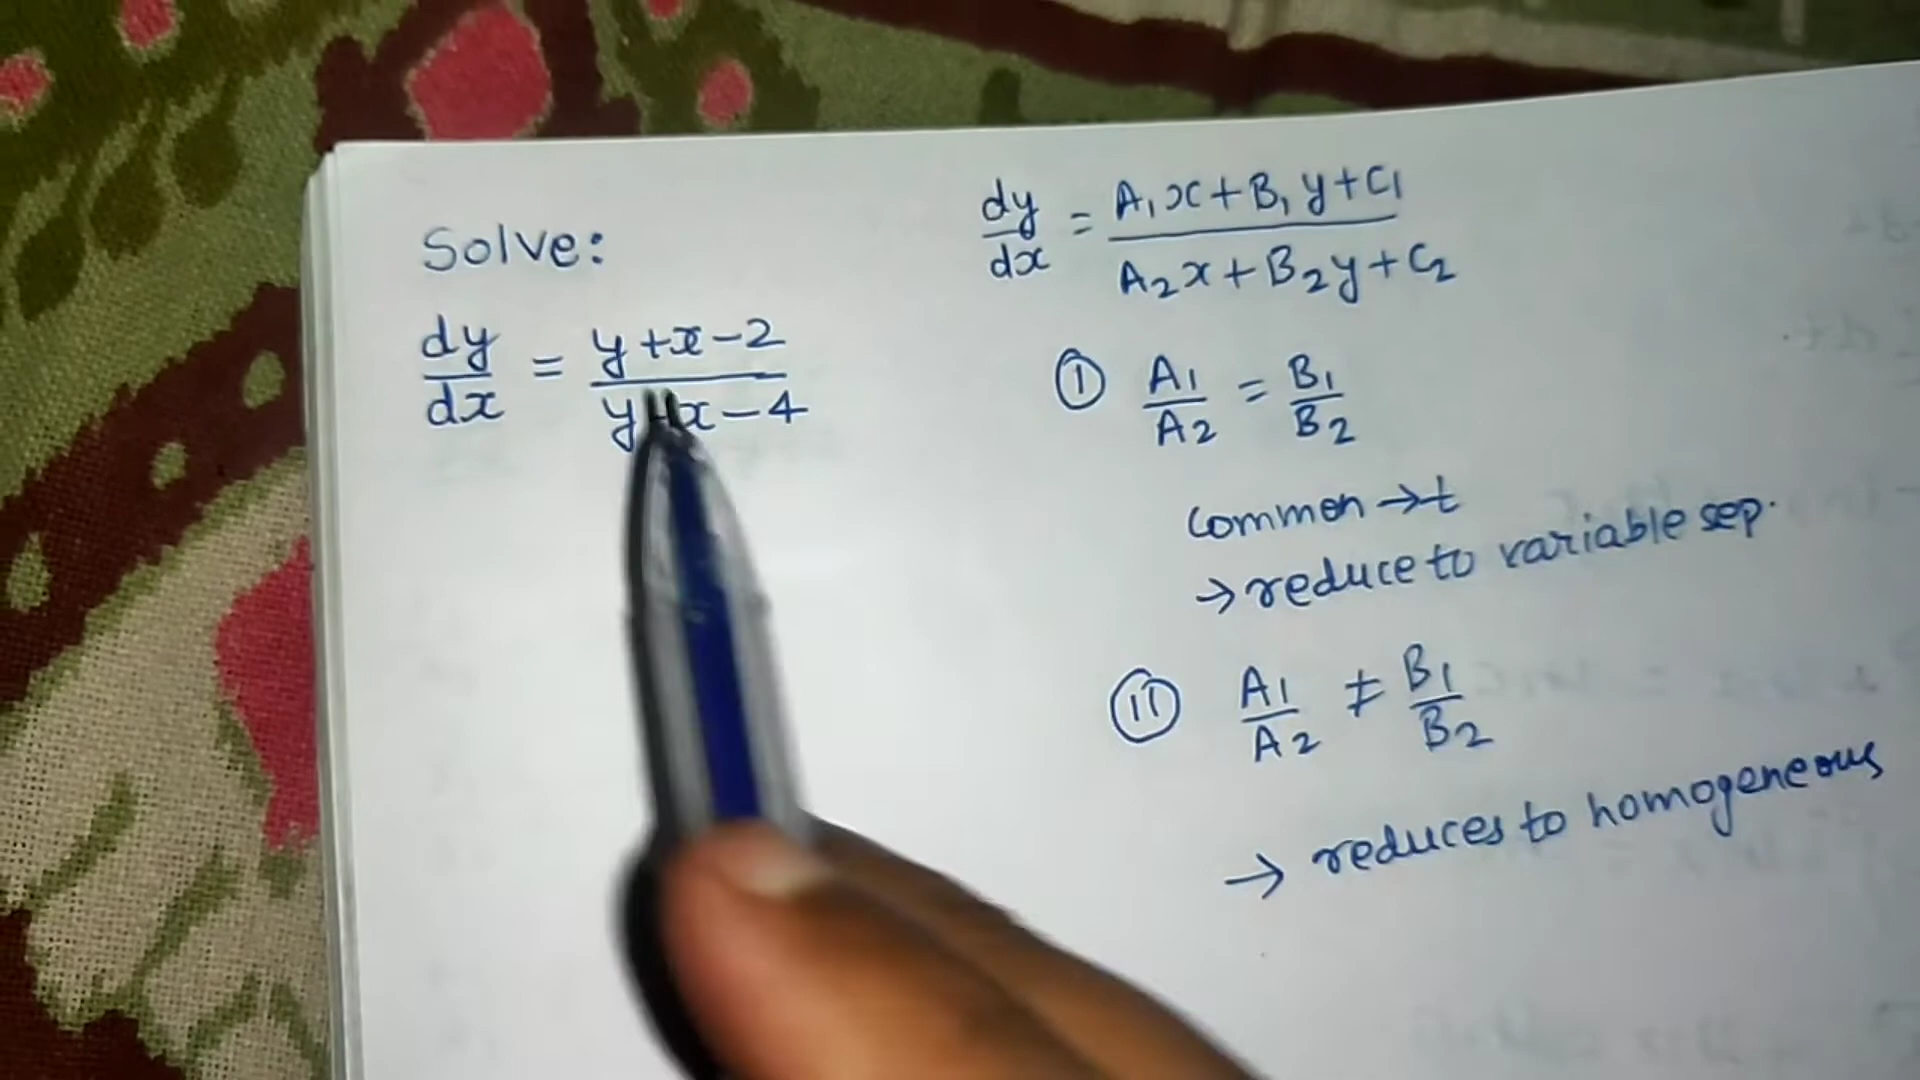 Solve:
dy/dx = (y+x-2)/(y x-4)
dy/dx = (A₁x+B₁y+C₁)/(A₂x+B₂y+C₂)
① A₁/A₂ = B₁/B₂
common→t
→reduce to variable sep.
② A₁/A₂ ≠ B₁/B₂
→ reduces to homogeneous